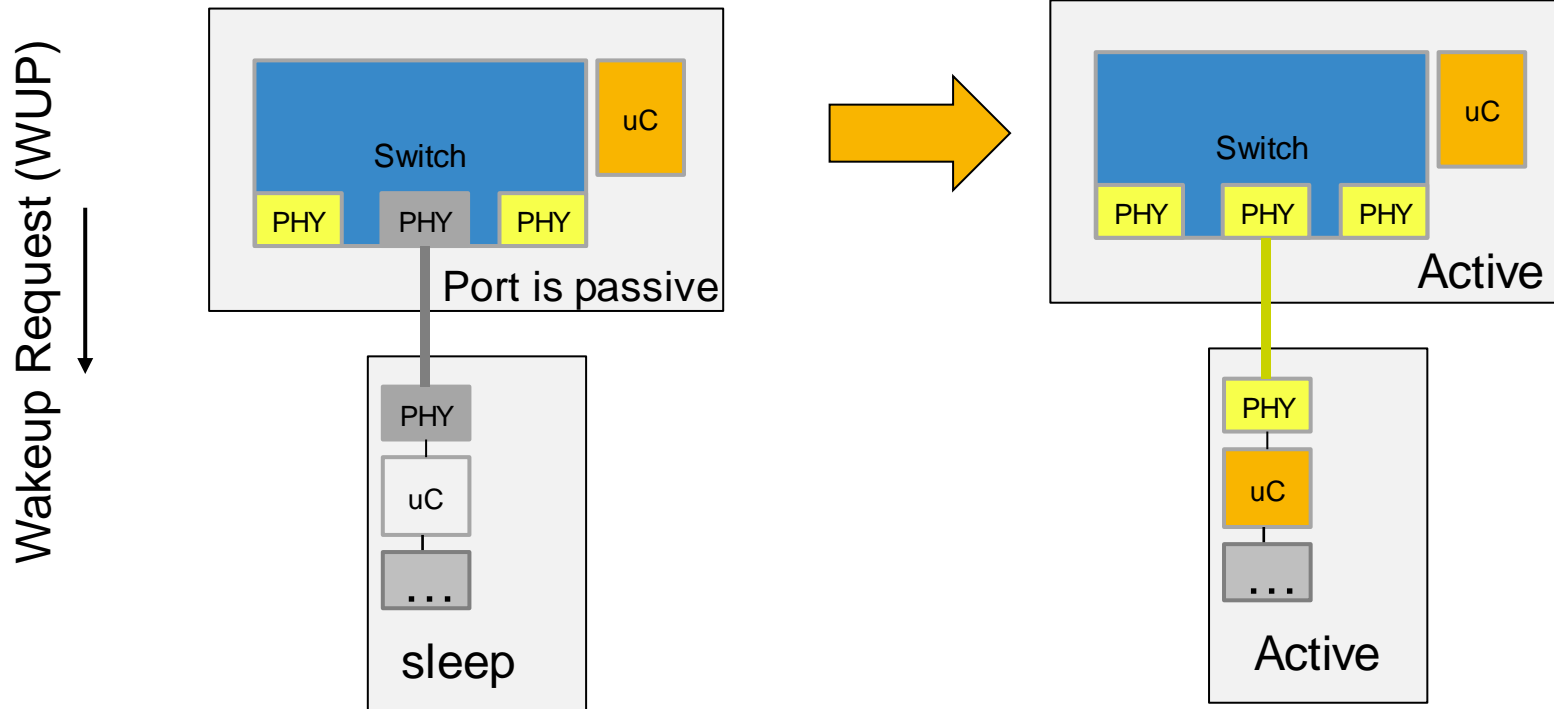 Wakeup Request (WUP)
Switch
uC
PHY
PHY
PHY
Port is passive
PHY
uC
...
sleep
Switch
uC
PHY
PHY
PHY
Active
PHY
uC
...
Active